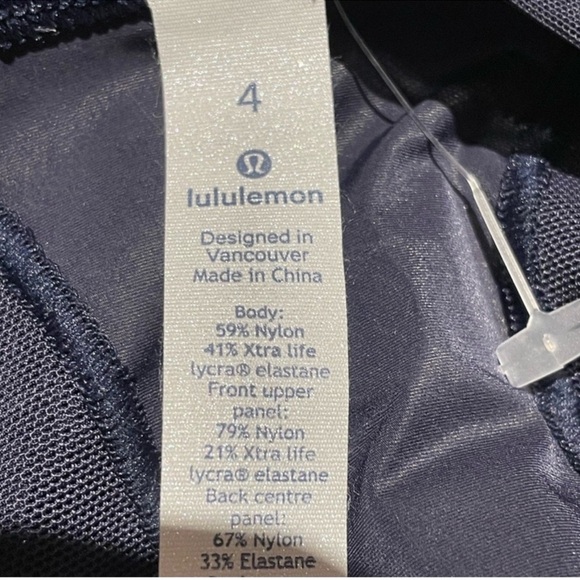 4
lululemon
Designed in
Vancouver
Made in China
Body:
59% Nylon
41% Xtra life
lycra® elastane
Front upper
panel:
79% Nylon
21% Xtra life
lycra® elastane
Back centre
panel:
67% Nylon
33% Elastane